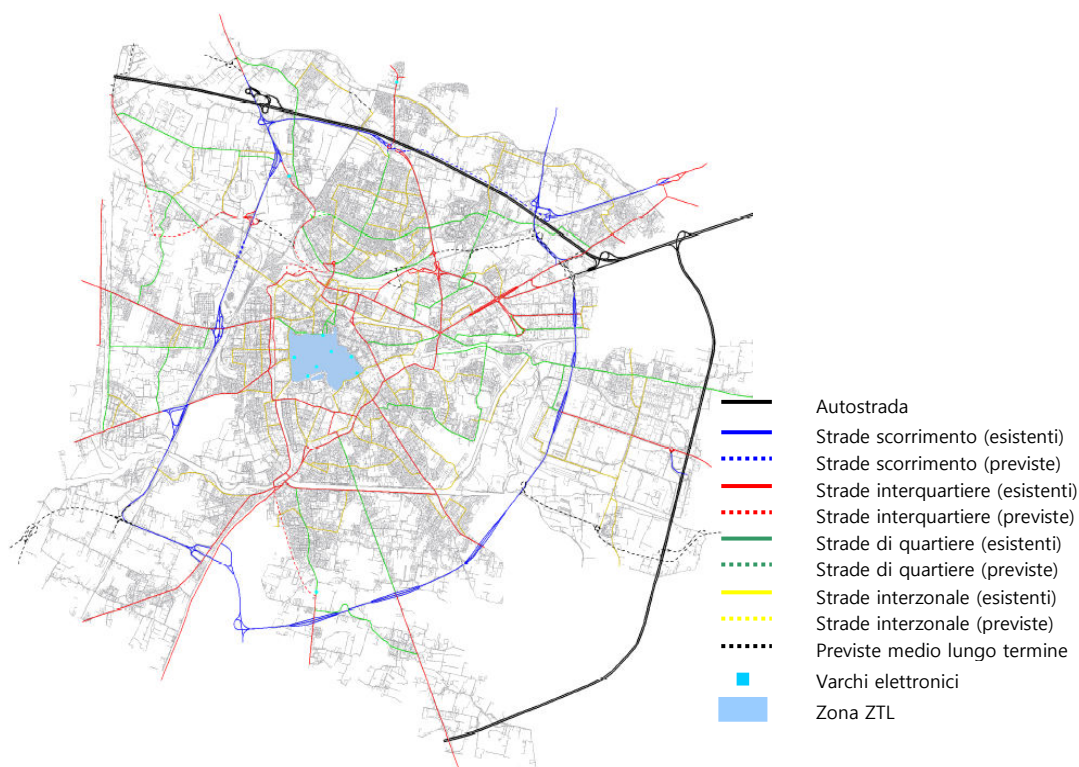 Autostrada
Strade scorrimento (esistenti)
Strade scorrimento (previste)
Strade interquartiere (esistenti)
Strade interquartiere (previste)
Strade di quartiere (esistenti)
Strade di quartiere (previste)
Strade interzonale (esistenti)
Strade interzonale (previste)
Previste medio lungo termine
Varchi elettronici
Zona ZTL